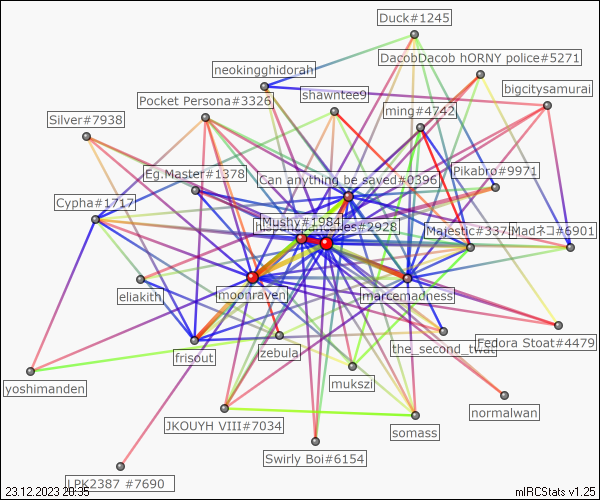 Duck#1245
DacobDacob hORNY police#5271
neokingghidorah
bigcitysamurai
shawntee9
Pocket Persona#3326
ming#4742
Silver#7938
Eg.Master#1378
Pikabro#9971
Can anything be sayed#0396
Cypha#1717
Mushy#1984
#2928
Majestic#337
Madネコ#6901
eliakith
moonraven
marcemadness
frisout
zebula
the_second_twat
Fedora Stoat#4479
yoshimanden
mukszi
normalwan
JKOUYH VIII#7034
somass
Swirly Boi#6154
LPK2387 #7690
23.12.2023 20:35
mIRCStats v1.25